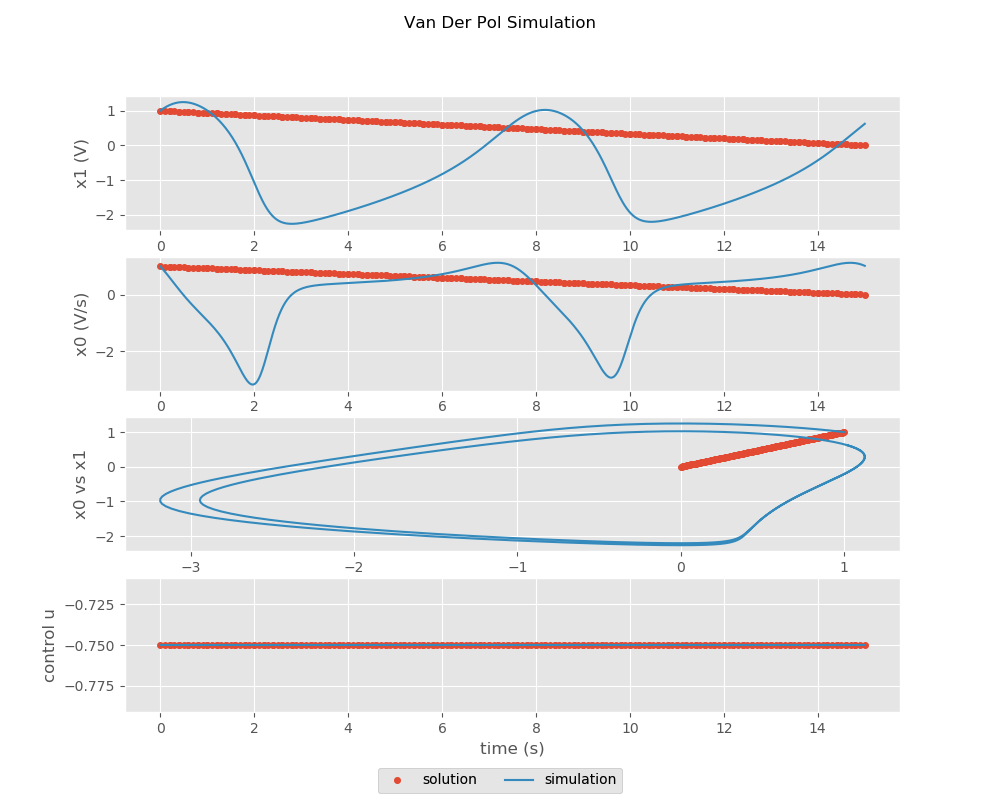 Van Der Pol Simulation
x1 (V)
1
0
−1
−2
0 2 4 6 8 10 12 14
x0 (V/s)
0
−2
0 2 4 6 8 10 12 14
x0 vs x1
1
0
−1
−2
−3 −2 −1 0 1
control u
−0.725
−0.750
−0.775
0 2 4 6 8 10 12 14
time (s)
solution simulation